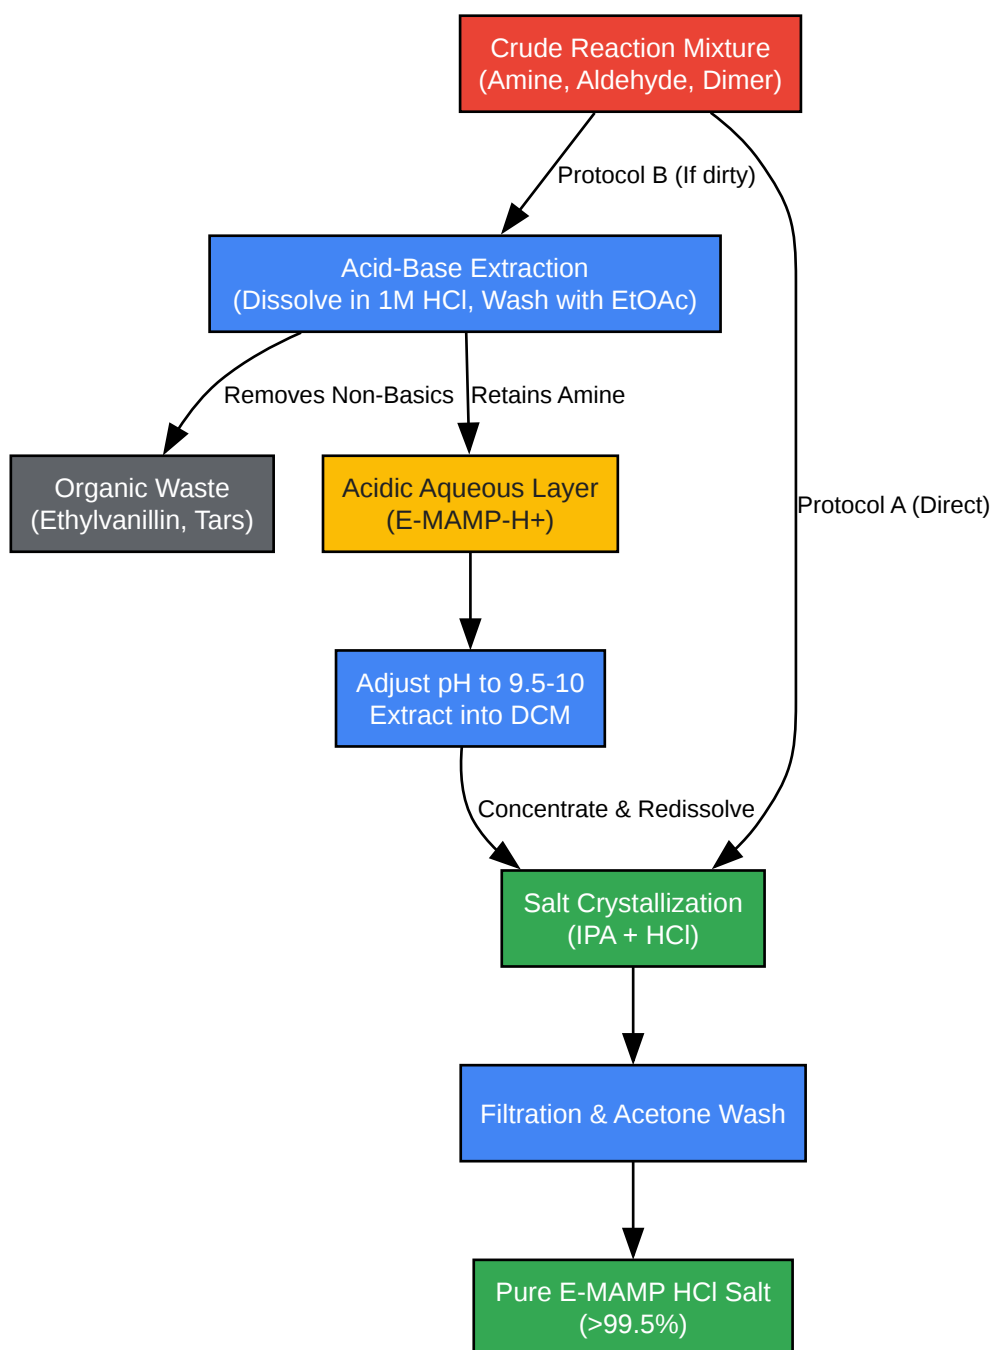 Crude Reaction Mixture
(Amine, Aldehyde, Dimer)
Protocol B (If dirty)
Acid-Base Extraction
(Dissolve in 1M HCl, Wash with EtOAc)
Removes Non-Basics
Retains Amine
Organic Waste
(Ethylvanillin, Tars)
Acidic Aqueous Layer
(E-MAMP-H+)
Protocol A (Direct)
Adjust pH to 9.5-10
Extract into DCM
Concentrate & Redissolve
Salt Crystallization
(IPA + HCl)
Filtration & Acetone Wash
Pure E-MAMP HCl Salt
(>99.5%)